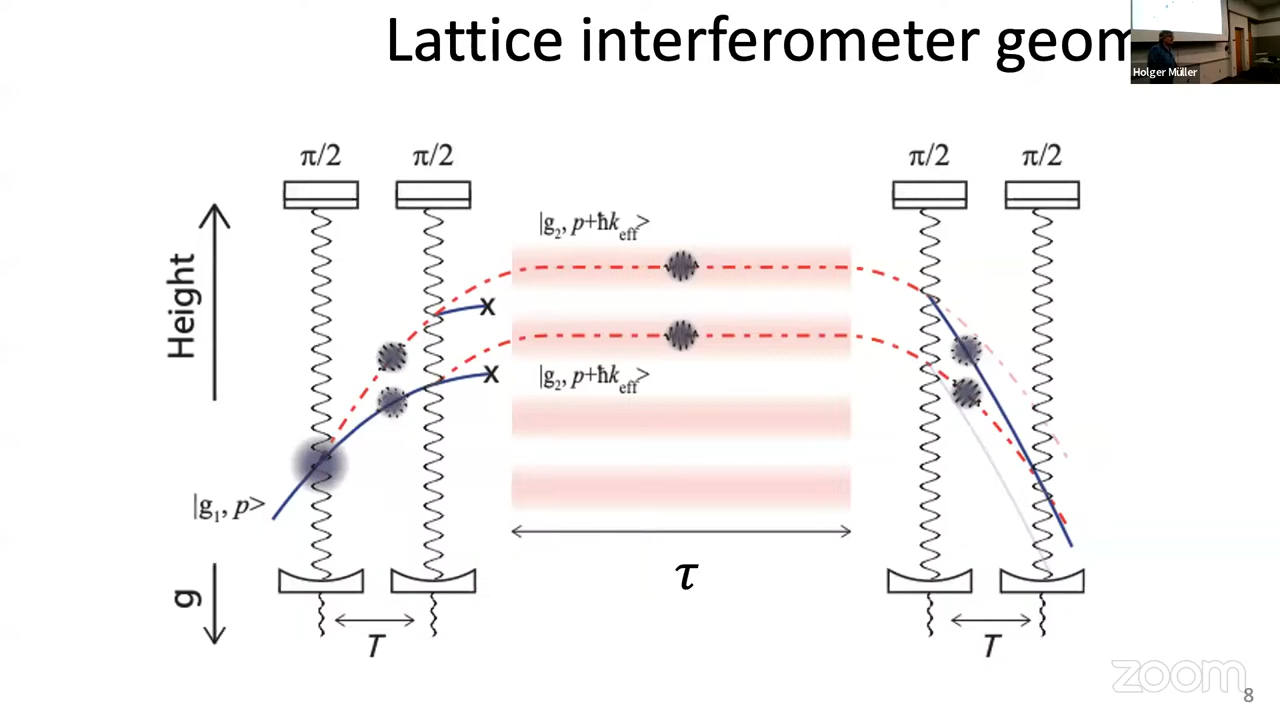 Lattice interferometer geom
Holger Müller
π/2 π/2 π/2 π/2
|g₂, p+ħk_eff>
Height
x
x
|g₂, p+ħk_eff>
|g₁, p>
τ
g
T T
zoom
8